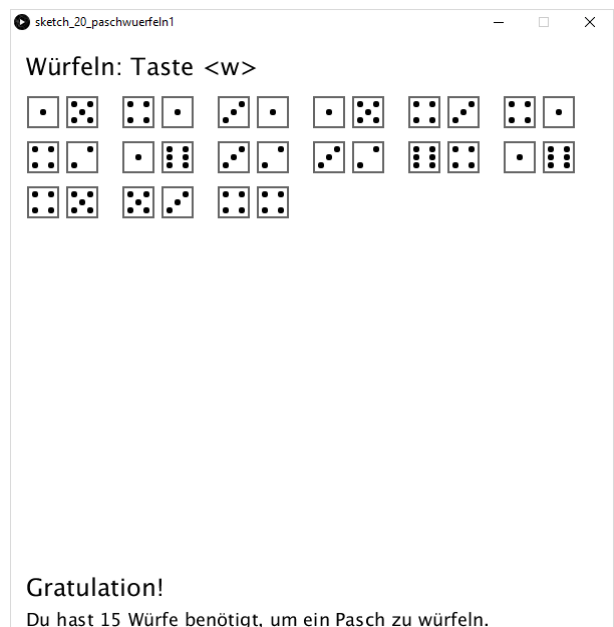 sketch_20_paschwuerfeln1
Würfeln: Taste <w>
Gratulation!
Du hast 15 Würfe benötigt, um ein Pasch zu würfeln.